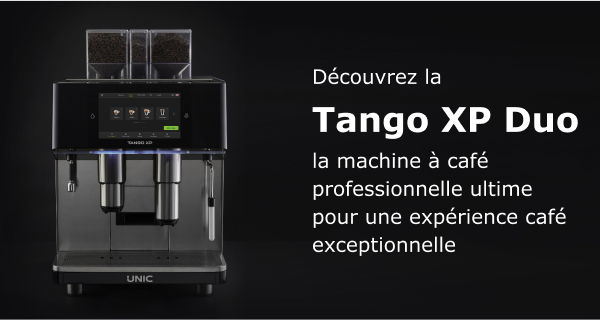 Découvrez la
Tango XP Duo
la machine à café
professionnelle ultime
pour une expérience café
exceptionnelle
TANGO XP
UNIC